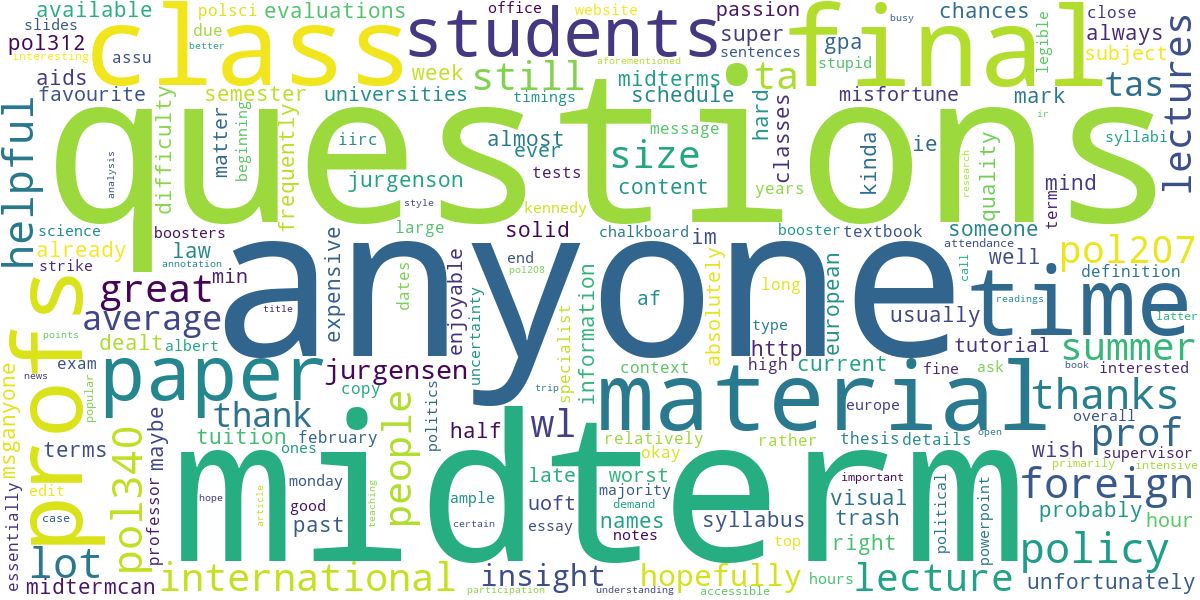 available
polsci
evaluations
office
website
passion
busy
chances
close
slides
due
better
super
gpa
always
pol312
assu
class
students
aforementioned
sentences
final
stupid
legible
subject
interesting
aids
week
still
midterms
ta
tas
favourite
semester
universities
timings
schedule
hard
misfortune
mark
lectures
helpful
difficulty
matter
beginning
frequently
iirc
almost
ever
message
classes
kinda
ie
ir
syllabi
questions
size
tests
content
years
quality
research
mind
term
analysis
jurgenson
style
kennedy
science
boosters
large
solid
chalkboard
im
booster
textbook
someone
pol207
already
law
strike
annotation
min
expensive
dates
enjoyable
end
pol208
uncertainty
anyone
af
information
absolutely
long
european
attendance
call
well
definition
time
readings
latter
great
title
profs
points
average
dealt
albert
specialist
type
http
usually
tutorial
summer
exam
news
popular
paper
jurgensen
trip
context
high
current
fine
ask
book
interested
msganyone
copy
politics
material
europe
thanks
thank
people
half
wl
relatively
okay
rather
thesis
details
open
overall
prof
terms
maybe
tuition
february
ones
midterm
late
worst
wish
supervisor
primarily
intensive
foreign
essentially
edit
case
pol340
professor
hope
article
monday
good
past
teaching
ample
certain
uoft
essay
majority
demand
names
notes
syllabus
important
visual
trash
right
political
powerpoint
probably
hour
lot
top
policy
midtermcan
international
participation
insight
understanding
hopefully
accessible
hours
lecture
unfortunately